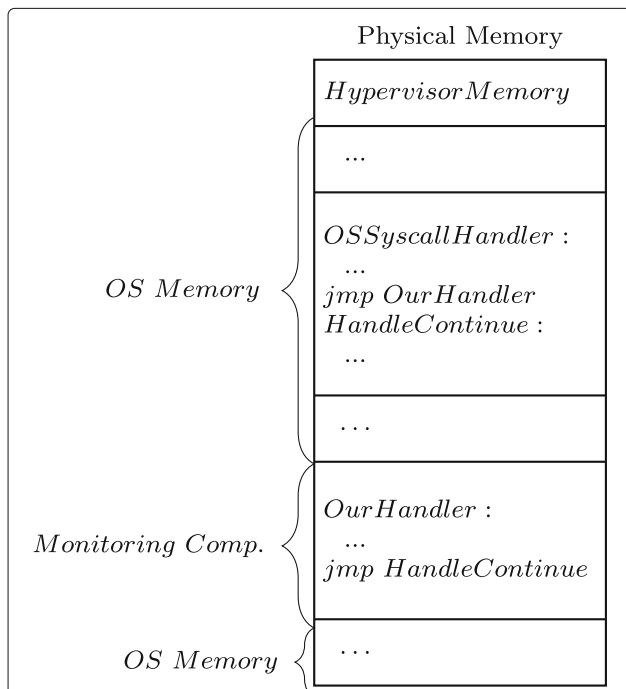 Physical Memory
HypervisorMemory
...
OSSyscallHandler :
...
OS Memory
jmp OurHandler
HandleContinue :
...
...
OurHandler :
...
Monitoring Comp.
jmp HandleContinue
OS Memory
...